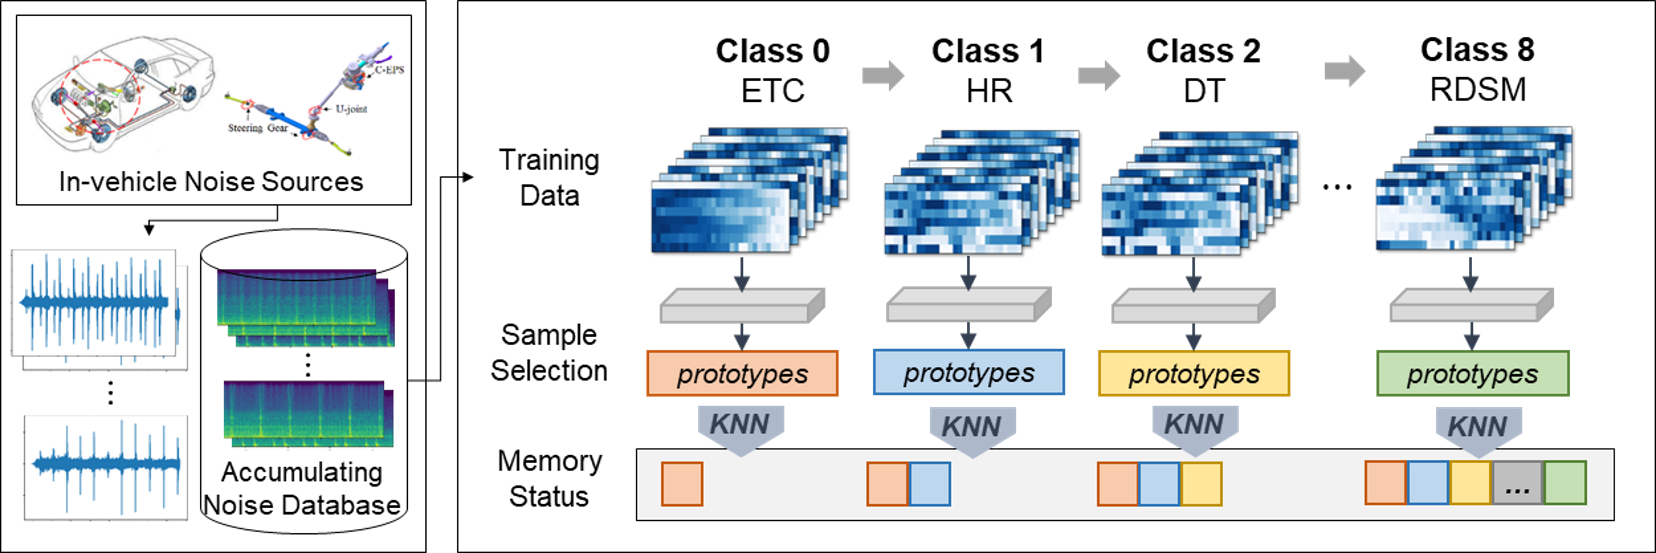 C-EPS
U-joint
Steering Gear
In-vehicle Noise Sources
Accumulating
Noise Database
Class 0
ETC
Class 1
HR
Class 2
DT
Class 8
RDSM
Training
Data
...
Sample
Selection
prototypes
prototypes
prototypes
prototypes
KNN
KNN
KNN
KNN
Memory
Status
...